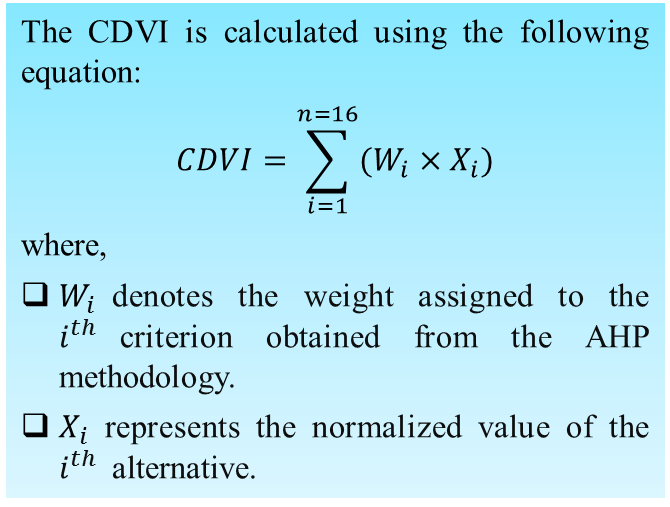 The CDVI is calculated using the following
equation:
n=16
CDVI = ∑ (Wᵢ × Xᵢ)
i=1
where,
❑ Wᵢ denotes the weight assigned to the
iᵗʰ criterion obtained from the AHP
methodology.
❑ Xᵢ represents the normalized value of the
iᵗʰ alternative.